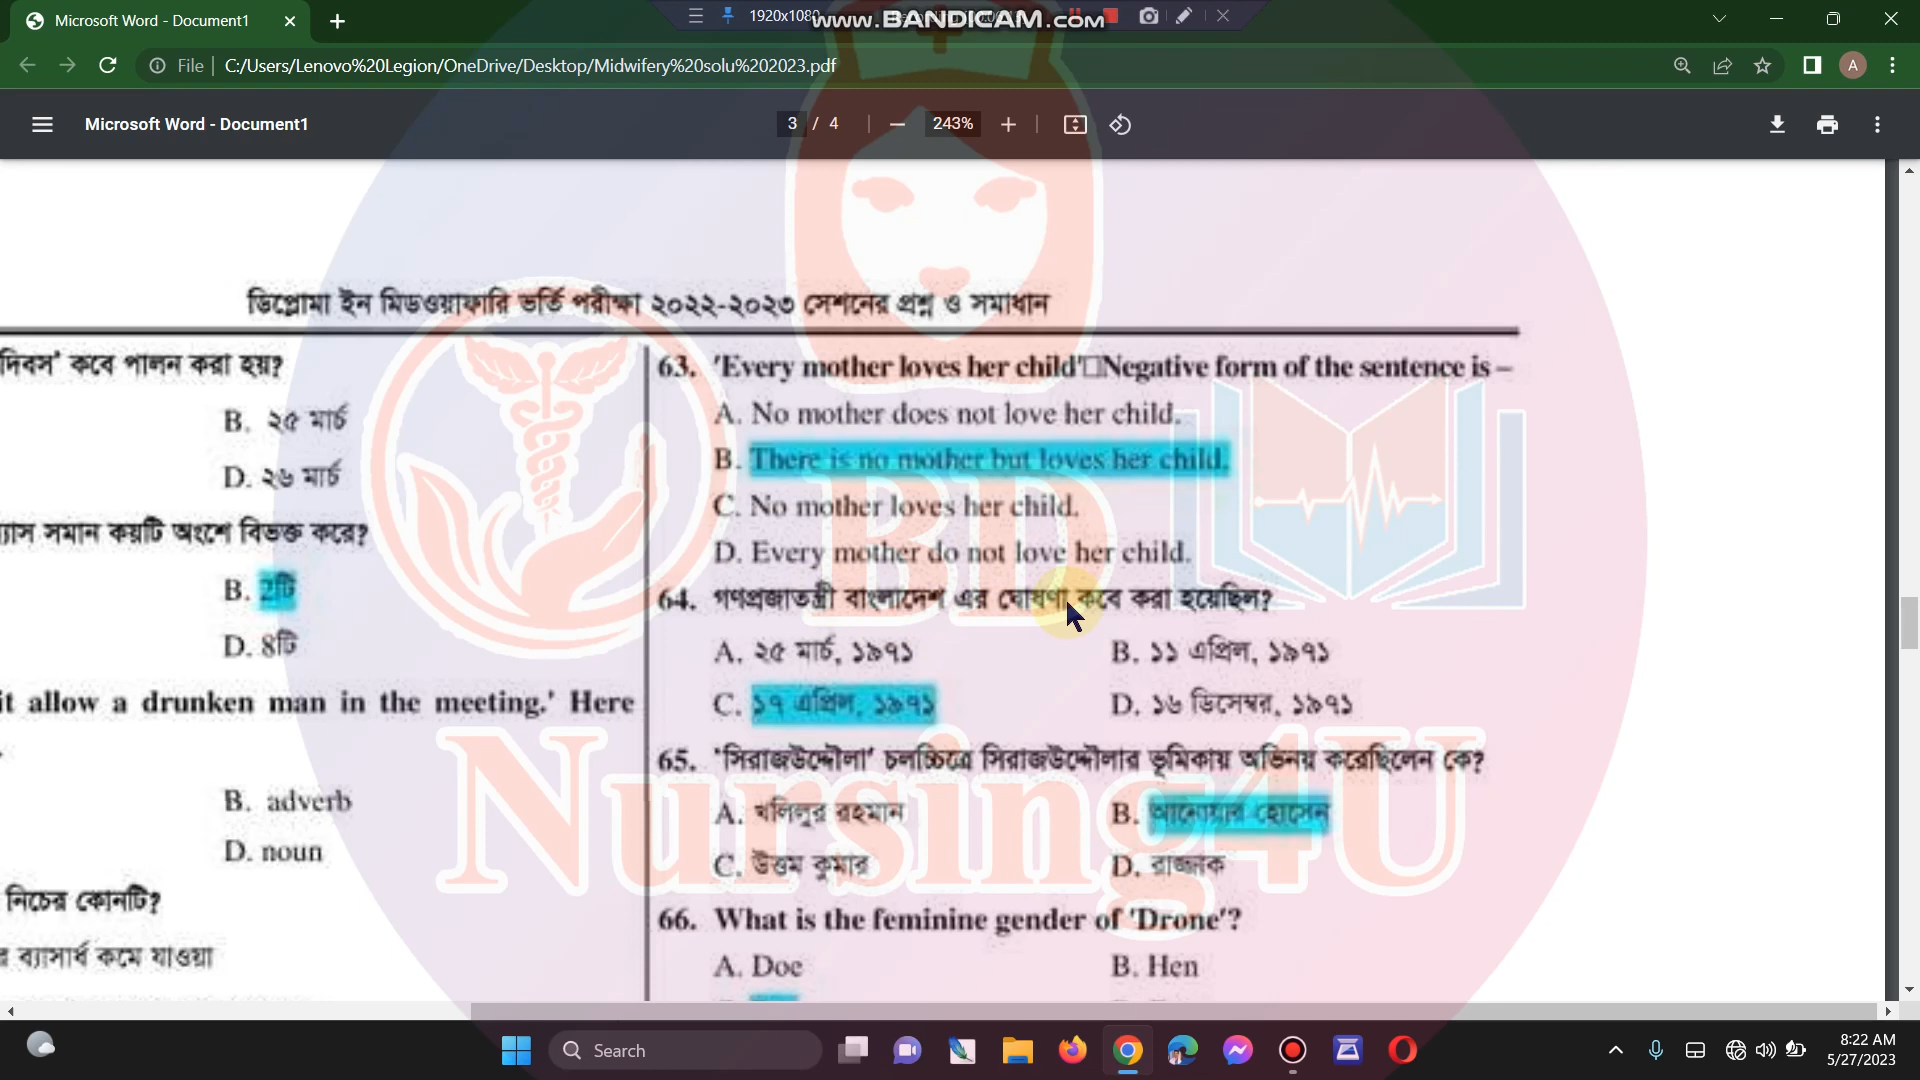 Microsoft Word - Document1
1920x1080
www.BANDICAM.com
File
C:/Users/Lenovo%20Legion/OneDrive/Desktop/Midwifery%20solu%202023.pdf
A
Microsoft Word - Document1
3 / 4
243%
ডিপ্লোমা ইন মিডওয়াফারি ভর্তি পরীক্ষা ২০২২-২০২৩ সেশনের প্রশ্ন ও সমাধান
দিবস' কবে পালন করা হয়?
B. ২৫ মার্চ
D. ২৬ মার্চ
্যাস সমান কয়টি অংশে বিভক্ত করে?
B. 2টি
D. 8টি
it allow a drunken man in the meeting.' Here
B. adverb
D. noun
নিচের কোনটি?
র ব্যাসার্ধ কমে যাওয়া
63. 'Every mother loves her child'□Negative form of the sentence is –
A. No mother does not love her child.
B. There is no mother but loves her child.
C. No mother loves her child.
D. Every mother do not love her child.
64. গণপ্রজাতন্ত্রী বাংলাদেশ এর ঘোষণা কবে করা হয়েছিল?
A. ২৫ মার্চ, ১৯৭১
B. ১১ এপ্রিল, ১৯৭১
C. ১৭ এপ্রিল, ১৯৭১
D. ১৬ ডিসেম্বর, ১৯৭১
65. 'সিরাজউদ্দৌলা' চলচ্চিত্রে সিরাজউদ্দৌলার ভূমিকায় অভিনয় করেছিলেন কে?
A. খলিলুর রহমান
B. আনোয়ার হোসেন
C. উত্তম কুমার
D. রাজ্জাক
66. What is the feminine gender of 'Drone'?
A. Doe
B. Hen
BD
Nursing4U
Search
8:22 AM
5/27/2023